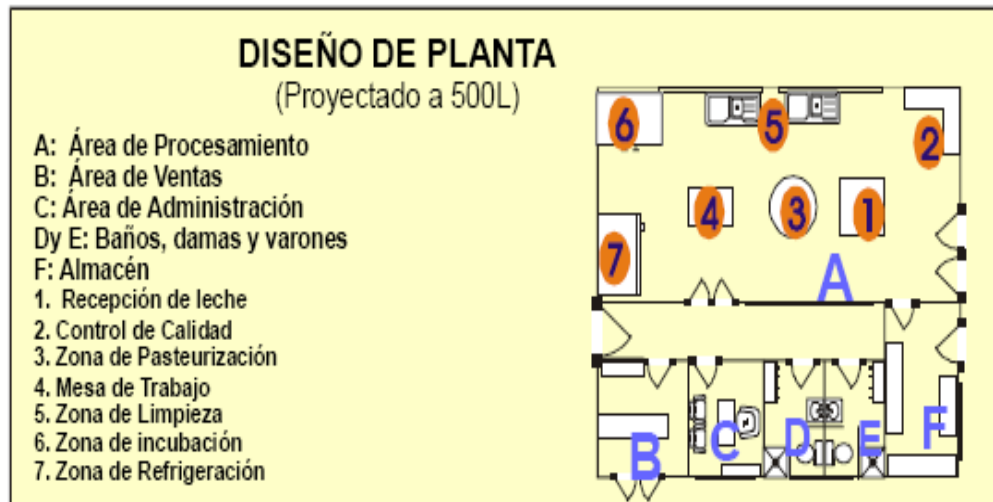 DISEÑO DE PLANTA
(Proyectado a 500L)
A: Área de Procesamiento
B: Área de Ventas
C: Área de Administración
Dy E: Baños, damas y varones
F: Almacén
1. Recepción de leche
2. Control de Calidad
3. Zona de Pasteurización
4. Mesa de Trabajo
5. Zona de Limpieza
6. Zona de incubación
7. Zona de Refrigeración
6
5
2
4
3
1
7
A
B
C
D
E
F